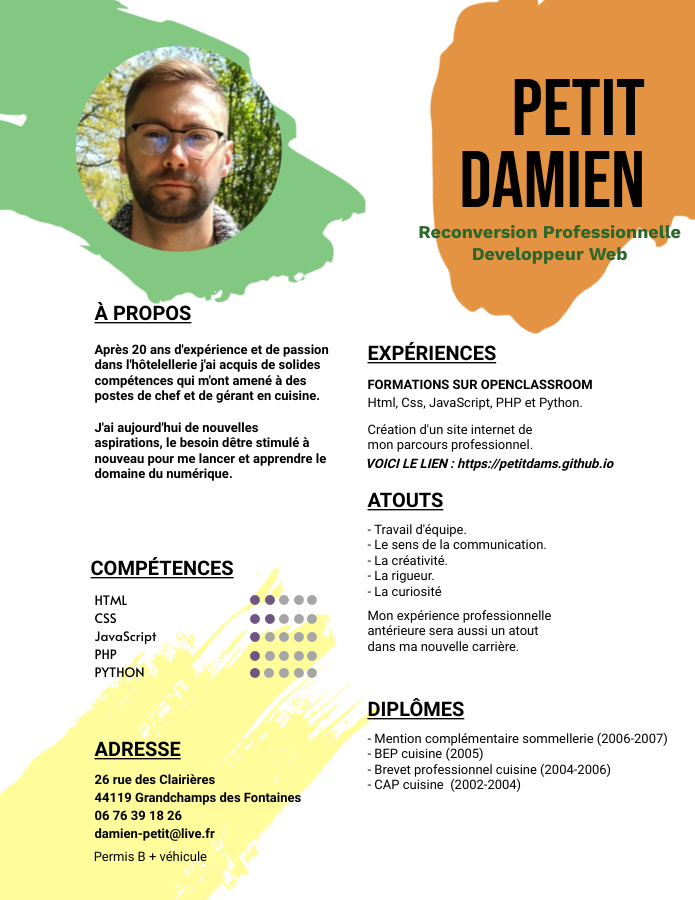 PETIT
DAMIEN
Reconversion Professionnelle
Developpeur Web
À PROPOS
Après 20 ans d'expérience et de passion
dans l'hôtelellerie j'ai acquis de solides
compétences qui m'ont amené à des
postes de chef et de gérant en cuisine.
J'ai aujourd'hui de nouvelles
aspirations, le besoin dêtre stimulé à
nouveau pour me lancer et apprendre le
domaine du numérique.
COMPÉTENCES
HTML
CSS
JavaScript
PHP
PYTHON
ADRESSE
26 rue des Clairières
44119 Grandchamps des Fontaines
06 76 39 18 26
damien-petit@live.fr
Permis B + véhicule
EXPÉRIENCES
FORMATIONS SUR OPENCLASSROOM
Html, Css, JavaScript, PHP et Python.
Création d'un site internet de
mon parcours professionnel.
VOICI LE LIEN : https://petitdams.github.io
ATOUTS
- Travail d'équipe.
- Le sens de la communication.
- La créativité.
- La rigueur.
- La curiosité
Mon expérience professionnelle
antérieure sera aussi un atout
dans ma nouvelle carrière.
DIPLÔMES
- Mention complémentaire sommellerie (2006-2007)
- BEP cuisine (2005)
- Brevet professionnel cuisine (2004-2006)
- CAP cuisine  (2002-2004)